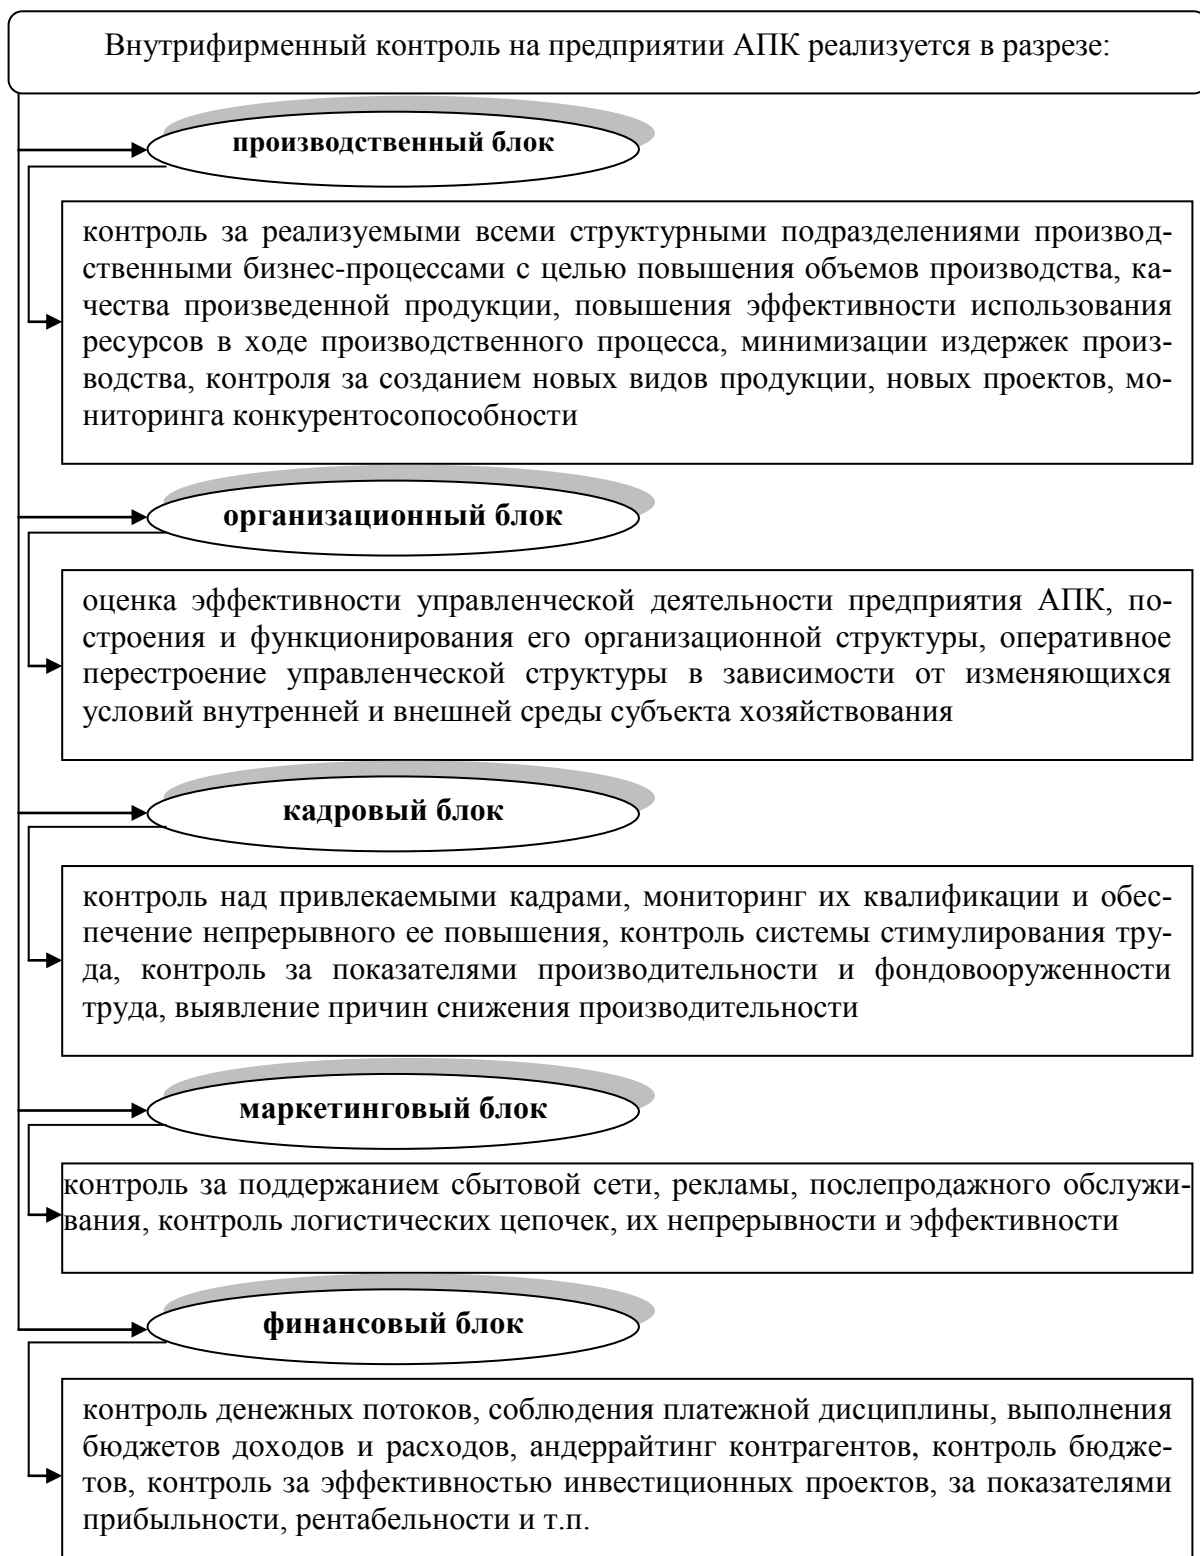 Внутрифирменный контроль на предприятии АПК реализуется в разрезе:
производственный блок
контроль за реализуемыми всеми структурными подразделениями производ-
ственными бизнес-процессами с целью повышения объемов производства, ка-
чества произведенной продукции, повышения эффективности использования
ресурсов в ходе производственного процесса, минимизации издержек произ-
водства, контроля за созданием новых видов продукции, новых проектов, мо-
ниторинга конкурентосопособности
организационный блок
оценка эффективности управленческой деятельности предприятия АПК, по-
строения и функционирования его организационной структуры, оперативное
перестроение управленческой структуры в зависимости от изменяющихся
условий внутренней и внешней среды субъекта хозяйствования
кадровый блок
контроль над привлекаемыми кадрами, мониторинг их квалификации и обес-
печение непрерывного ее повышения, контроль системы стимулирования тру-
да, контроль за показателями производительности и фондовооруженности
труда, выявление причин снижения производительности
маркетинговый блок
контроль за поддержанием сбытовой сети, рекламы, послепродажного обслужи-
вания, контроль логистических цепочек, их непрерывности и эффективности
финансовый блок
контроль денежных потоков, соблюдения платежной дисциплины, выполнения
бюджетов доходов и расходов, андеррайтинг контрагентов, контроль бюдже-
тов, контроль за эффективностью инвестиционных проектов, за показателями
прибыльности, рентабельности и т.п.